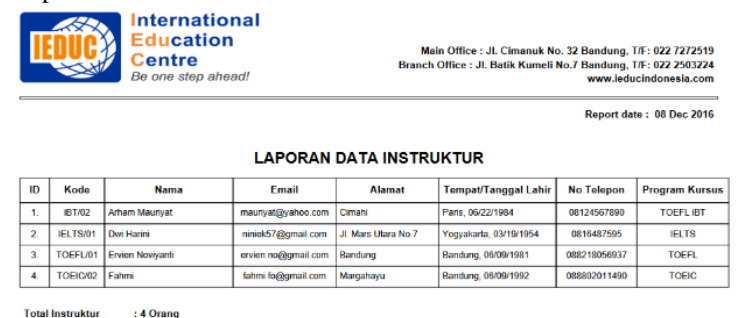 IEDUC
International
Education
Centre
Be one step ahead!
Main Office : Jl. Cimanuk No. 32 Bandung, T/F: 022 7272519
Branch Office : Jl. Batik Kumeli No.7 Bandung, T/F: 022 2503224
www.ieducindonesia.com
Report date : 08 Dec 2016
LAPORAN DATA INSTRUKTUR
ID Kode Nama Email Alamat Tempat/Tanggal Lahir No Telepon Program Kursus
1. IBT/02 Arham Mauriyat mauriyat@yahoo.com Cimahi Paris, 06/22/1984 08124567890 TOEFL IBT
2. IELTS/01 Dwi Harini niniek57@gmail.com Jl. Mars Utara No.7 Yogyakarta, 03/19/1954 0816487595 IELTS
3. TOEFL/01 Ervien Noviyanti ervien.no@gmail.com Bandung Bandung, 06/09/1981 088218056937 TOEFL
4. TOEIC/02 Fahmi fahmi.fo@gmail.com Margahayu Bandung, 06/09/1992 088802011490 TOEIC
Total Instruktur : 4 Orang